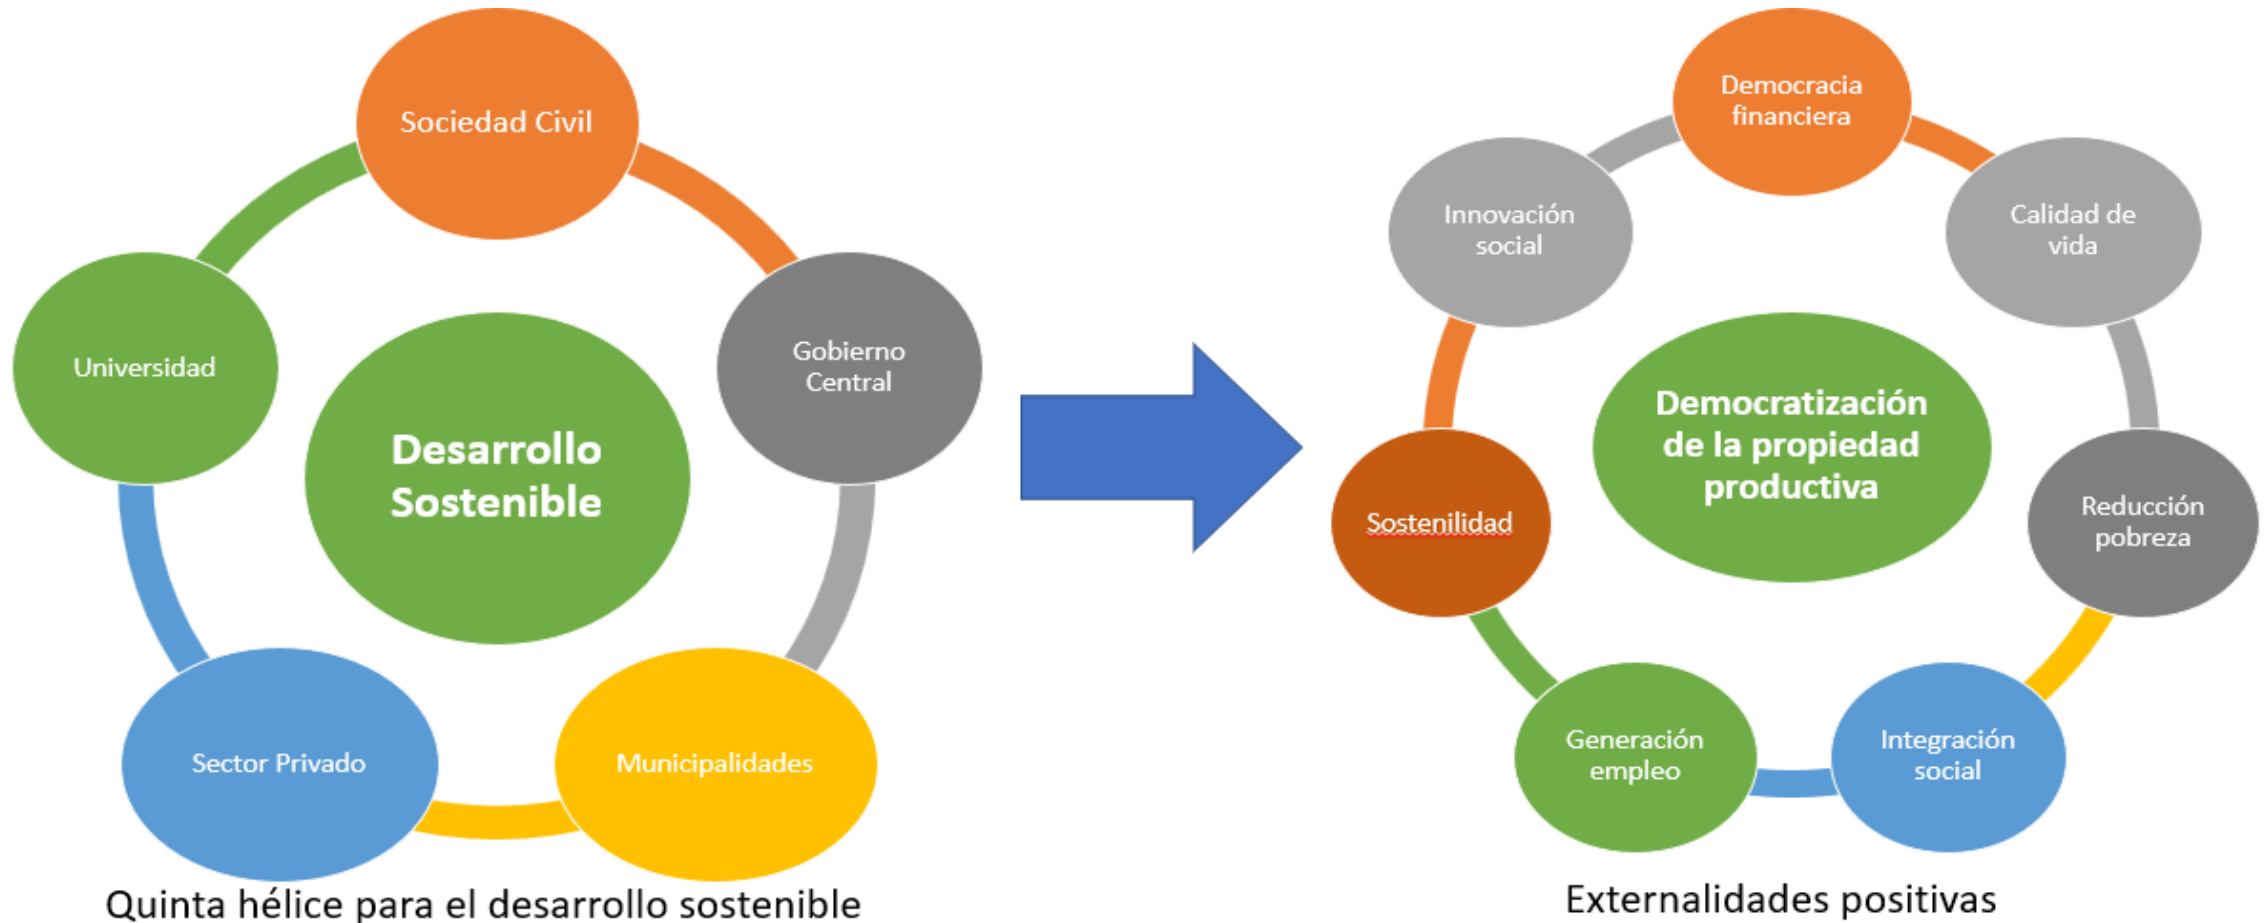 Sociedad Civil
Universidad
Gobierno
Central
Desarrollo
Sostenible
Sector Privado
Municipalidades
Quinta hélice para el desarrollo sostenible
Democracia
financiera
Innovación
social
Calidad de
vida
Democratización
de la propiedad
productiva
Sostenilidad
Reducción
pobreza
Generación
empleo
Integración
social
Externalidades positivas